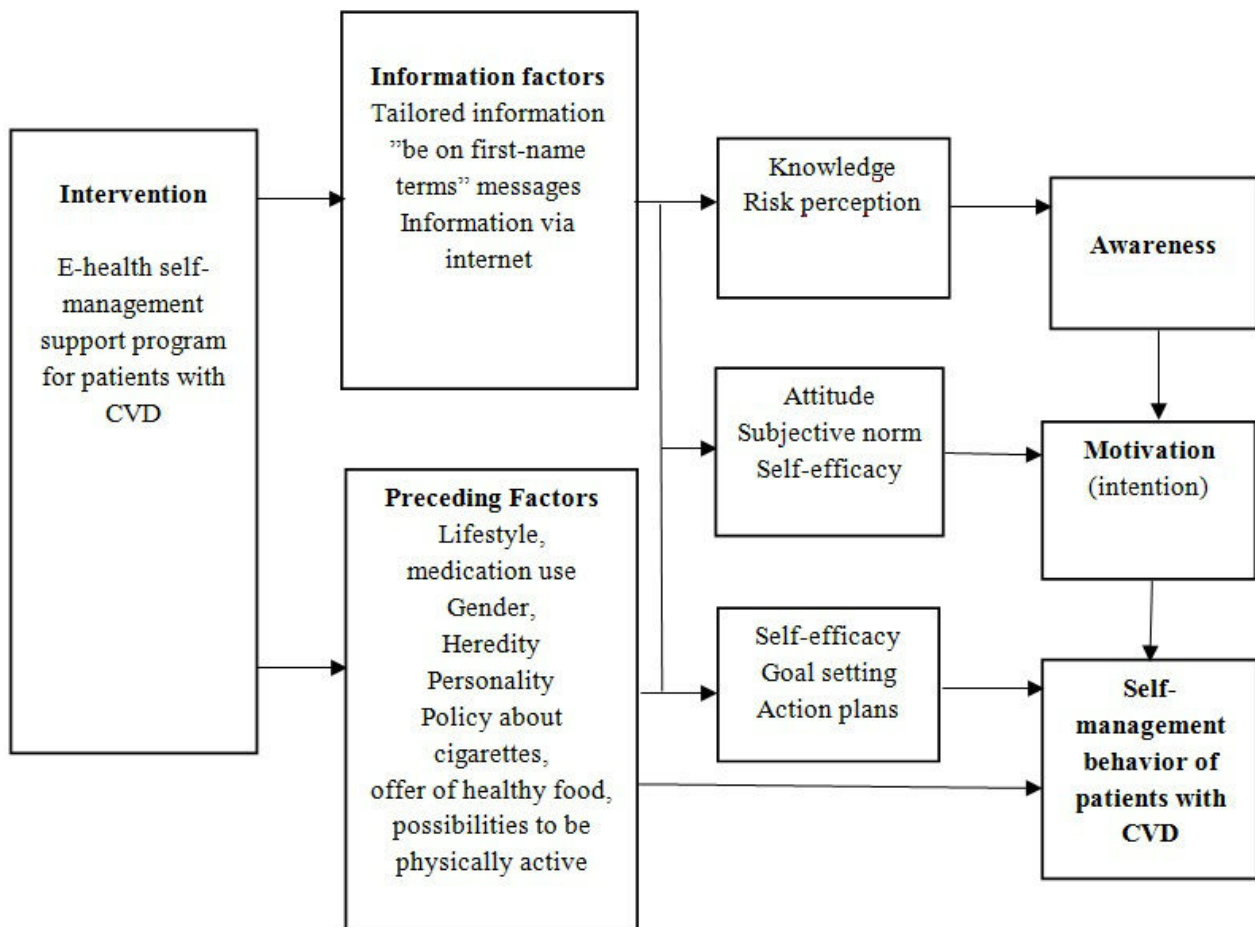 Intervention
E-health self-
management
support program
for patients with
CVD
Information factors
Tailored information
”be on first-name
terms” messages
Information via
internet
Preceding Factors
Lifestyle,
medication use
Gender,
Heredity
Personality
Policy about
cigarettes,
offer of healthy food,
possibilities to be
physically active
Knowledge
Risk perception
Attitude
Subjective norm
Self-efficacy
Self-efficacy
Goal setting
Action plans
Awareness
Motivation
(intention)
Self-
management
behavior of
patients with
CVD